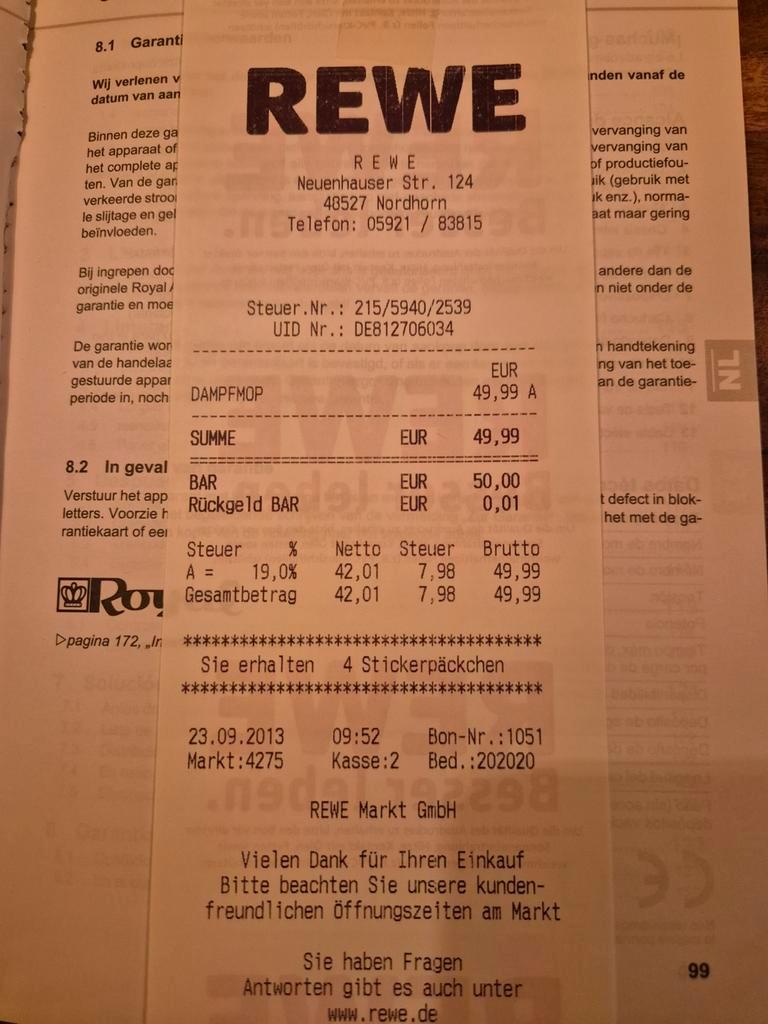 8.1 Garanti
Wij verlenen v
datum van aan
Binnen deze ga
het apparaat of
het complete ap
ten. Van de gar
verkeerde stroo
le slijtage en gel
beïnvloeden.
Bij ingrepen doo
originele Royal
garantie en moe
De garantie wor
van de handelaa
gestuurde appar
periode in, noch
8.2 In geval
Verstuur het app
letters. Voorzie h
rantiekaart of eer
Roy
pagina 172, „In
REWE
REWE
Neuenhauser Str. 124
48527 Nordhorn
Telefon: 05921 / 83815
Steuer.Nr.: 215/5940/2539
UID Nr.: DE812706034
EUR
DAMPFMOP 49,99 A
SUMME EUR 49,99
BAR EUR 50,00
Rückgeld BAR EUR 0,01
Steuer % Netto Steuer Brutto
A = 19,0% 42,01 7,98 49,99
Gesamtbetrag 42,01 7,98 49,99
**************************************
Sie erhalten 4 Stickerpäckchen
**************************************
23.09.2013 09:52 Bon-Nr.:1051
Markt:4275 Kasse:2 Bed.:202020
REWE Markt GmbH
Vielen Dank für Ihren Einkauf
Bitte beachten Sie unsere kunden-
freundlichen Öffnungszeiten am Markt
Sie haben Fragen
Antworten gibt es auch unter
www.rewe.de
nden vanaf de
vervanging van
vervanging van
of productiefou-
ik (gebruik met
k enz.), norma-
aat maar gering
andere dan de
n niet onder de
n handtekening
ng van het toe-
an de garantie-
NL
t defect in blok-
het met de ga-
99